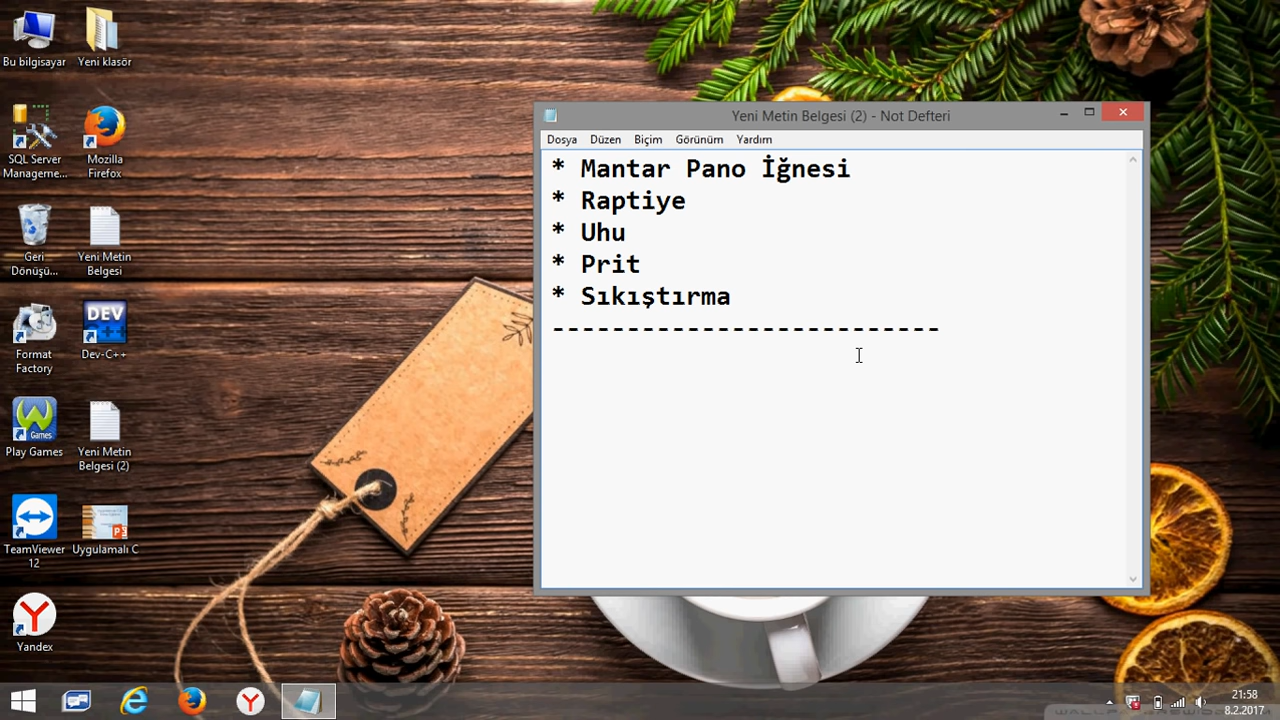 Bu bilgisayar
Yeni klasör
SQL Server
Manageme...
Mozilla
Firefox
Geri
Dönüşü...
Yeni Metin
Belgesi
Format
Factory
DEV
C++
Dev-C++
Games
Play Games
Yeni Metin
Belgesi (2)
TeamViewer
12
Uygulamalı C
Yandex
Yeni Metin Belgesi (2) - Not Defteri
Dosya Düzen Biçim Görünüm Yardım
* Mantar Pano İğnesi
* Raptiye
* Uhu
* Prit
* Sıkıştırma
--------------------------
21:58
8.2.2017